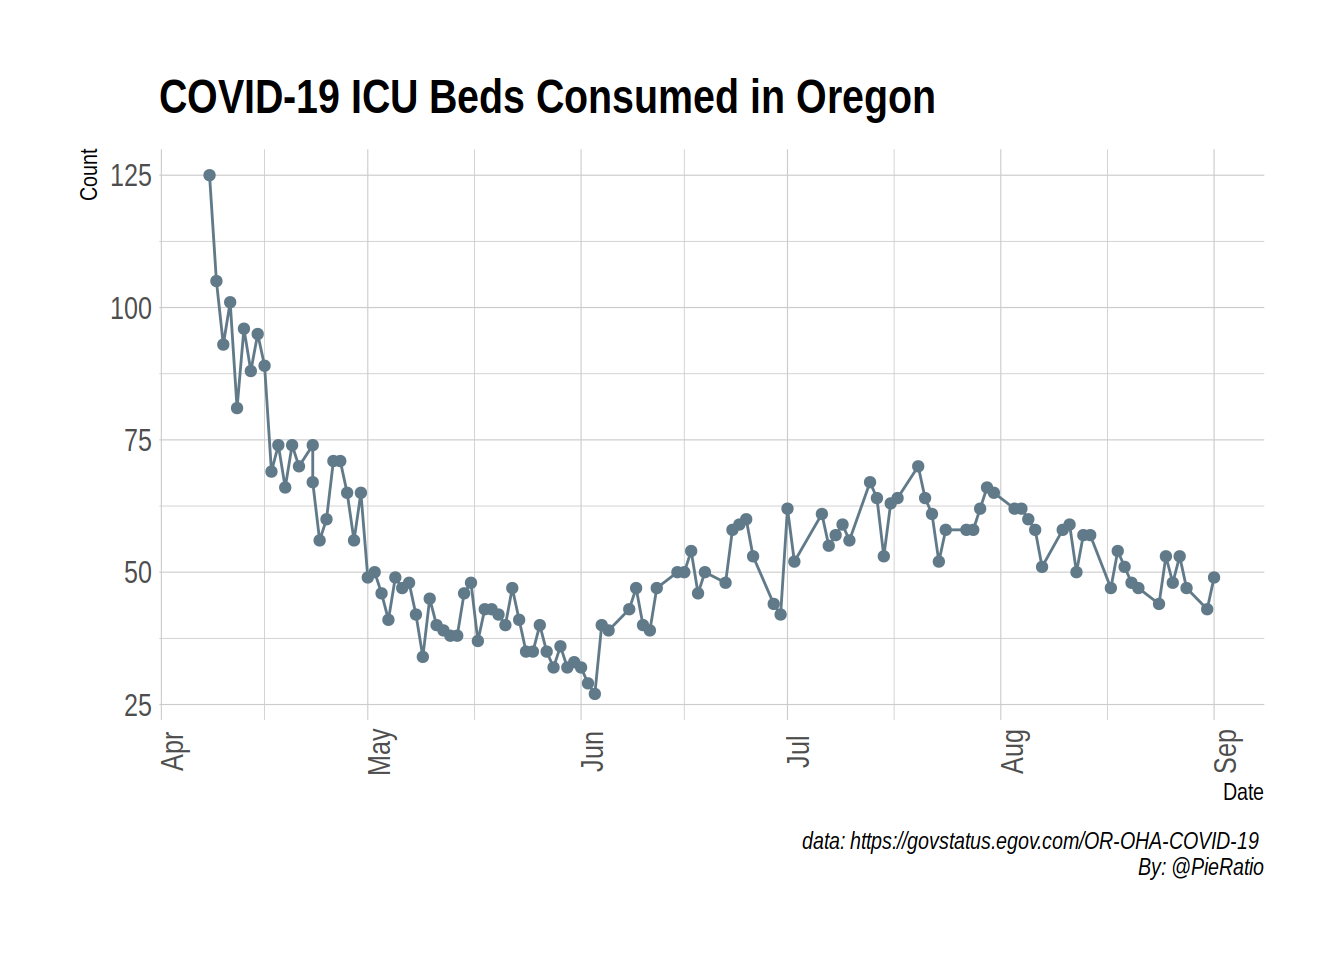 COVID-19 ICU Beds Consumed in Oregon
Count
125
100
75
50
25
Apr
May
Jun
Jul
Aug
Sep
Date
data: https://govstatus.egov.com/OR-OHA-COVID-19
By: @PieRatio